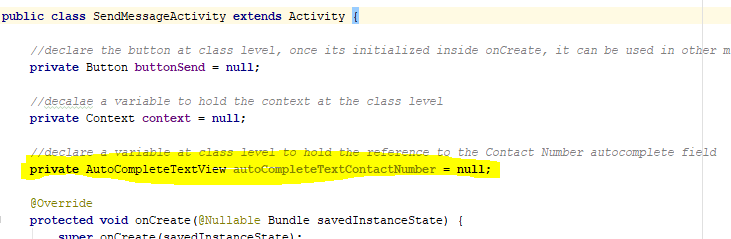 public class SendMessageActivity extends Activity {
//declare the button at class level, once its initialized inside onCreate, it can be used in other m
private Button buttonSend = null;
//decalae a variable to hold the context at the class level
private Context context = null;
//declare a variable at class level to hold the reference to the Contact Number autocomplete field
private AutoCompleteTextView autoCompleteTextContactNumber = null;
@Override
protected void onCreate(@Nullable Bundle savedInstanceState) {
super.onCreate(savedInstanceState);